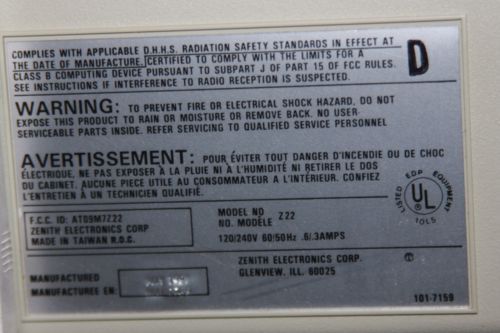 COMPLIES WITH APPLICABLE D.H.H.S. RADIATION SAFETY STANDARDS IN EFFECT AT
THE DATE OF MANUFACTURE. CERTIFIED TO COMPLY WITH THE LIMITS FOR A
CLASS B COMPUTING DEVICE PURSUANT TO SUBPART J OF PART 15 OF FCC RULES.
SEE INSTRUCTIONS IF INTERFERENCE TO RADIO RECEPTION IS SUSPECTED.
D
WARNING: TO PREVENT FIRE OR ELECTRICAL SHOCK HAZARD, DO NOT
EXPOSE THIS PRODUCT TO RAIN OR MOISTURE OR REMOVE BACK. NO USER-
SERVICEABLE PARTS INSIDE. REFER SERVICING TO QUALIFIED SERVICE PERSONNEL
AVERTISSEMENT: POUR ÉVITER TOUT DANGER D'INCENDIE OU DE CHOC
ÉLECTRIQUE, NE PAS EXPOSER À LA PLUIE NI À L'HUMIDITÉ NI RETIRER LE DOS
DU CABINET. AUCUNE PIECE UTILE AU CONSOMMATEUR A L'INTÉRIEUR. CONFIEZ
L'ENTRETIEN À UN TECHNICIEN QUALIFIÉ.
LISTED EDP EQUIPMENT
UL
10L5
F.C.C. ID: ATO9M7Z22
ZENITH ELECTRONICS CORP
MADE IN TAIWAN R.O.C.
MODEL NO
NO. MODÈLE Z22
120/240V 60/50Hz .6/.3AMPS
MANUFACTURED
MANUFACTUREE EN:
ZENITH ELECTRONICS CORP.
GLENVIEW, ILL. 60025
101-7159